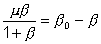 μβ / (1 + β) = β₀ − β